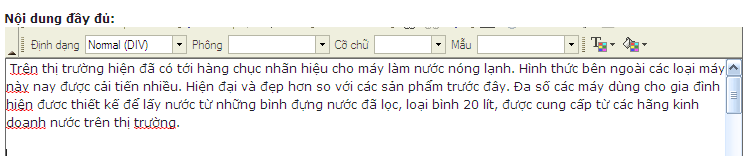 Nội dung đầy đủ:
Định dạng Normal (DIV) Phông Cỡ chữ Mẫu
Trên thị trường hiện đã có tới hàng chục nhãn hiệu cho máy làm nước nóng lạnh. Hình thức bên ngoài các loại máy
này nay được cải tiến nhiều. Hiện đại và đẹp hơn so với các sản phẩm trước đây. Đa số các máy dùng cho gia đình
hiện được thiết kế để lấy nước từ những bình đựng nước đã lọc, loại bình 20 lít, được cung cấp từ các hãng kinh
doanh nước trên thị trường.